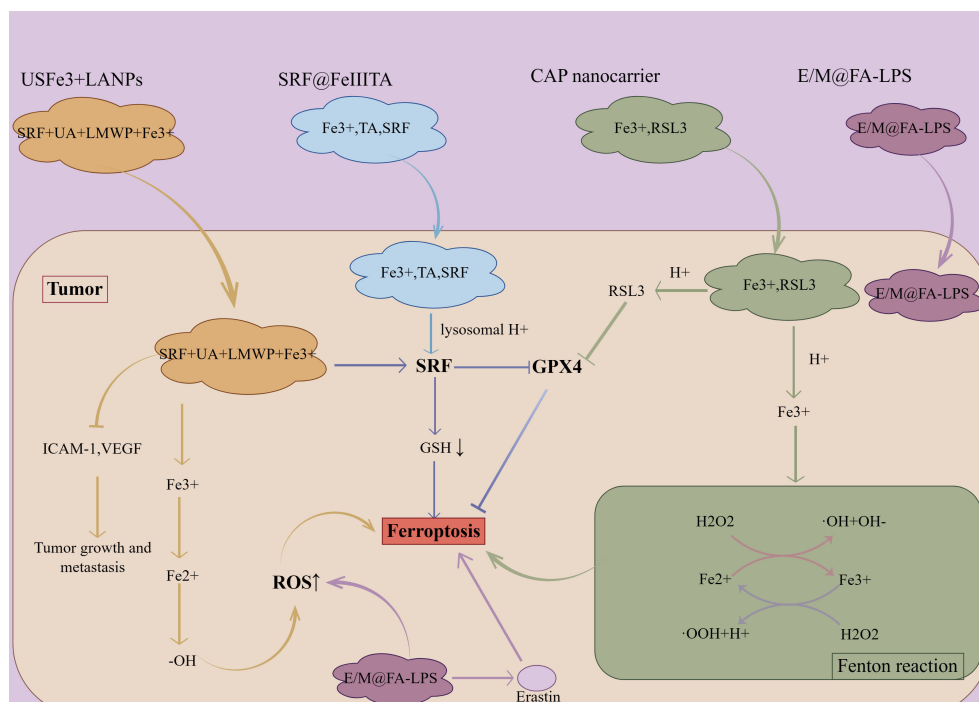 USFe3+LANPs
SRF@FeIIITA
CAP nanocarrier
E/M@FA-LPS
SRF+UA+LMWP+Fe3+
Fe3+,TA,SRF
Fe3+,RSL3
E/M@FA-LPS
Tumor
Fe3+,TA,SRF
H+
RSL3
Fe3+,RSL3
E/M@FA-LPS
lysosomal H+
SRF+UA+LMWP+Fe3+
SRF
GPX4
H+
Fe3+
ICAM-1,VEGF
GSH↓
Fe3+
Ferroptosis
Tumor growth and
metastasis
Fe2+
ROS↑
-OH
E/M@FA-LPS
Erastin
H2O2
·OH+OH-
Fe2+
Fe3+
·OOH+H+
H2O2
Fenton reaction